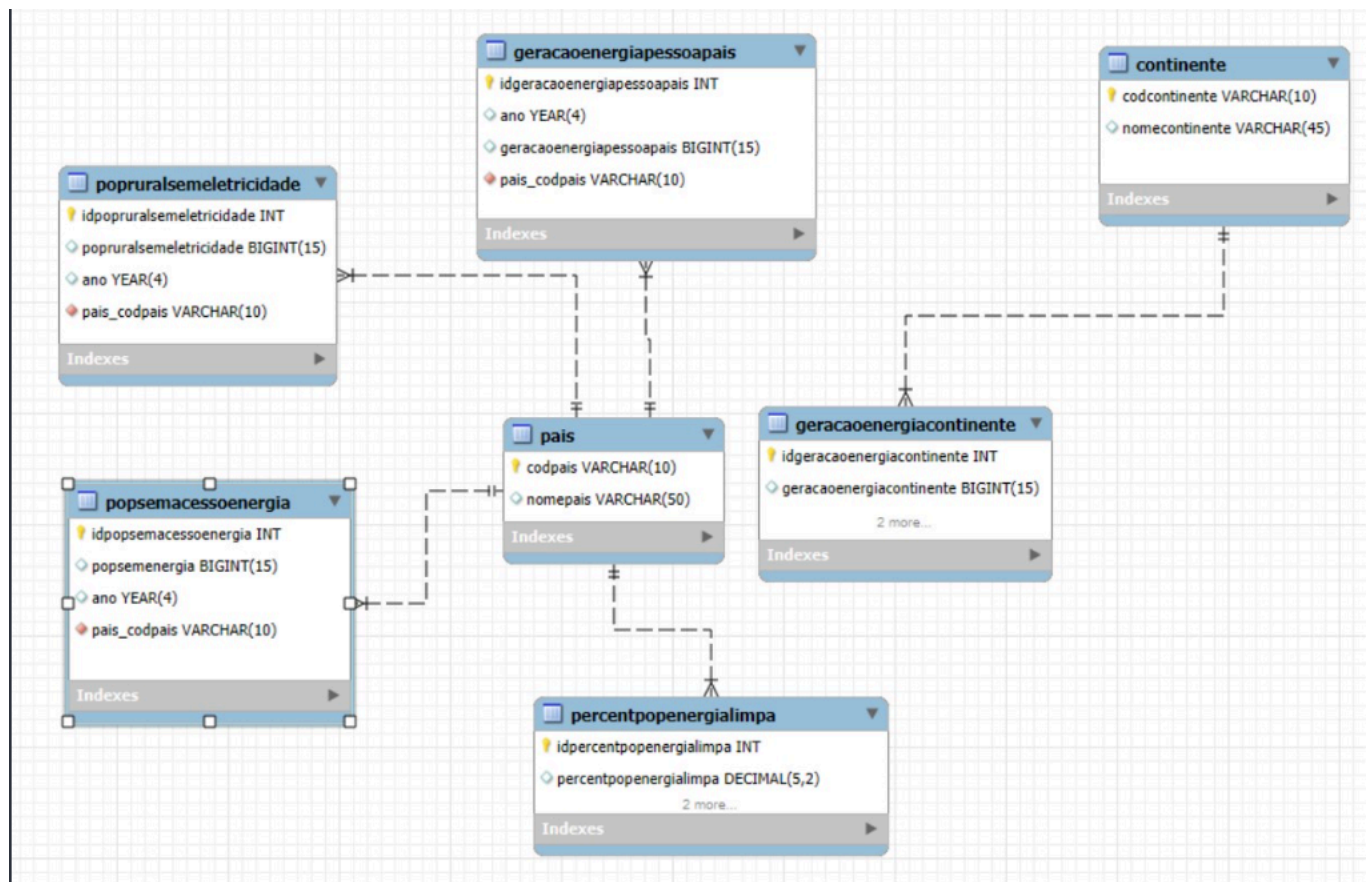 geracaoenergiapessoapais
idgeracaoenergiapessoapais INT
ano YEAR(4)
geracaoenergiapessoapais BIGINT(15)
pais_codpais VARCHAR(10)
Indexes
continente
codcontinente VARCHAR(10)
nomecontinente VARCHAR(45)
Indexes
popruralsemeletricidade
idpopruralsemeletricidade INT
popruralsemeletricidade BIGINT(15)
ano YEAR(4)
pais_codpais VARCHAR(10)
Indexes
pais
codpais VARCHAR(10)
nomepais VARCHAR(50)
Indexes
geracaoenergiacontinente
idgeracaoenergiacontinente INT
geracaoenergiacontinente BIGINT(15)
2 more...
Indexes
popsemacessoenergia
idpopsemacessoenergia INT
popsemenergia BIGINT(15)
ano YEAR(4)
pais_codpais VARCHAR(10)
Indexes
percentpopenergialimpa
idpercentpopenergialimpa INT
percentpopenergialimpa DECIMAL(5,2)
2 more...
Indexes